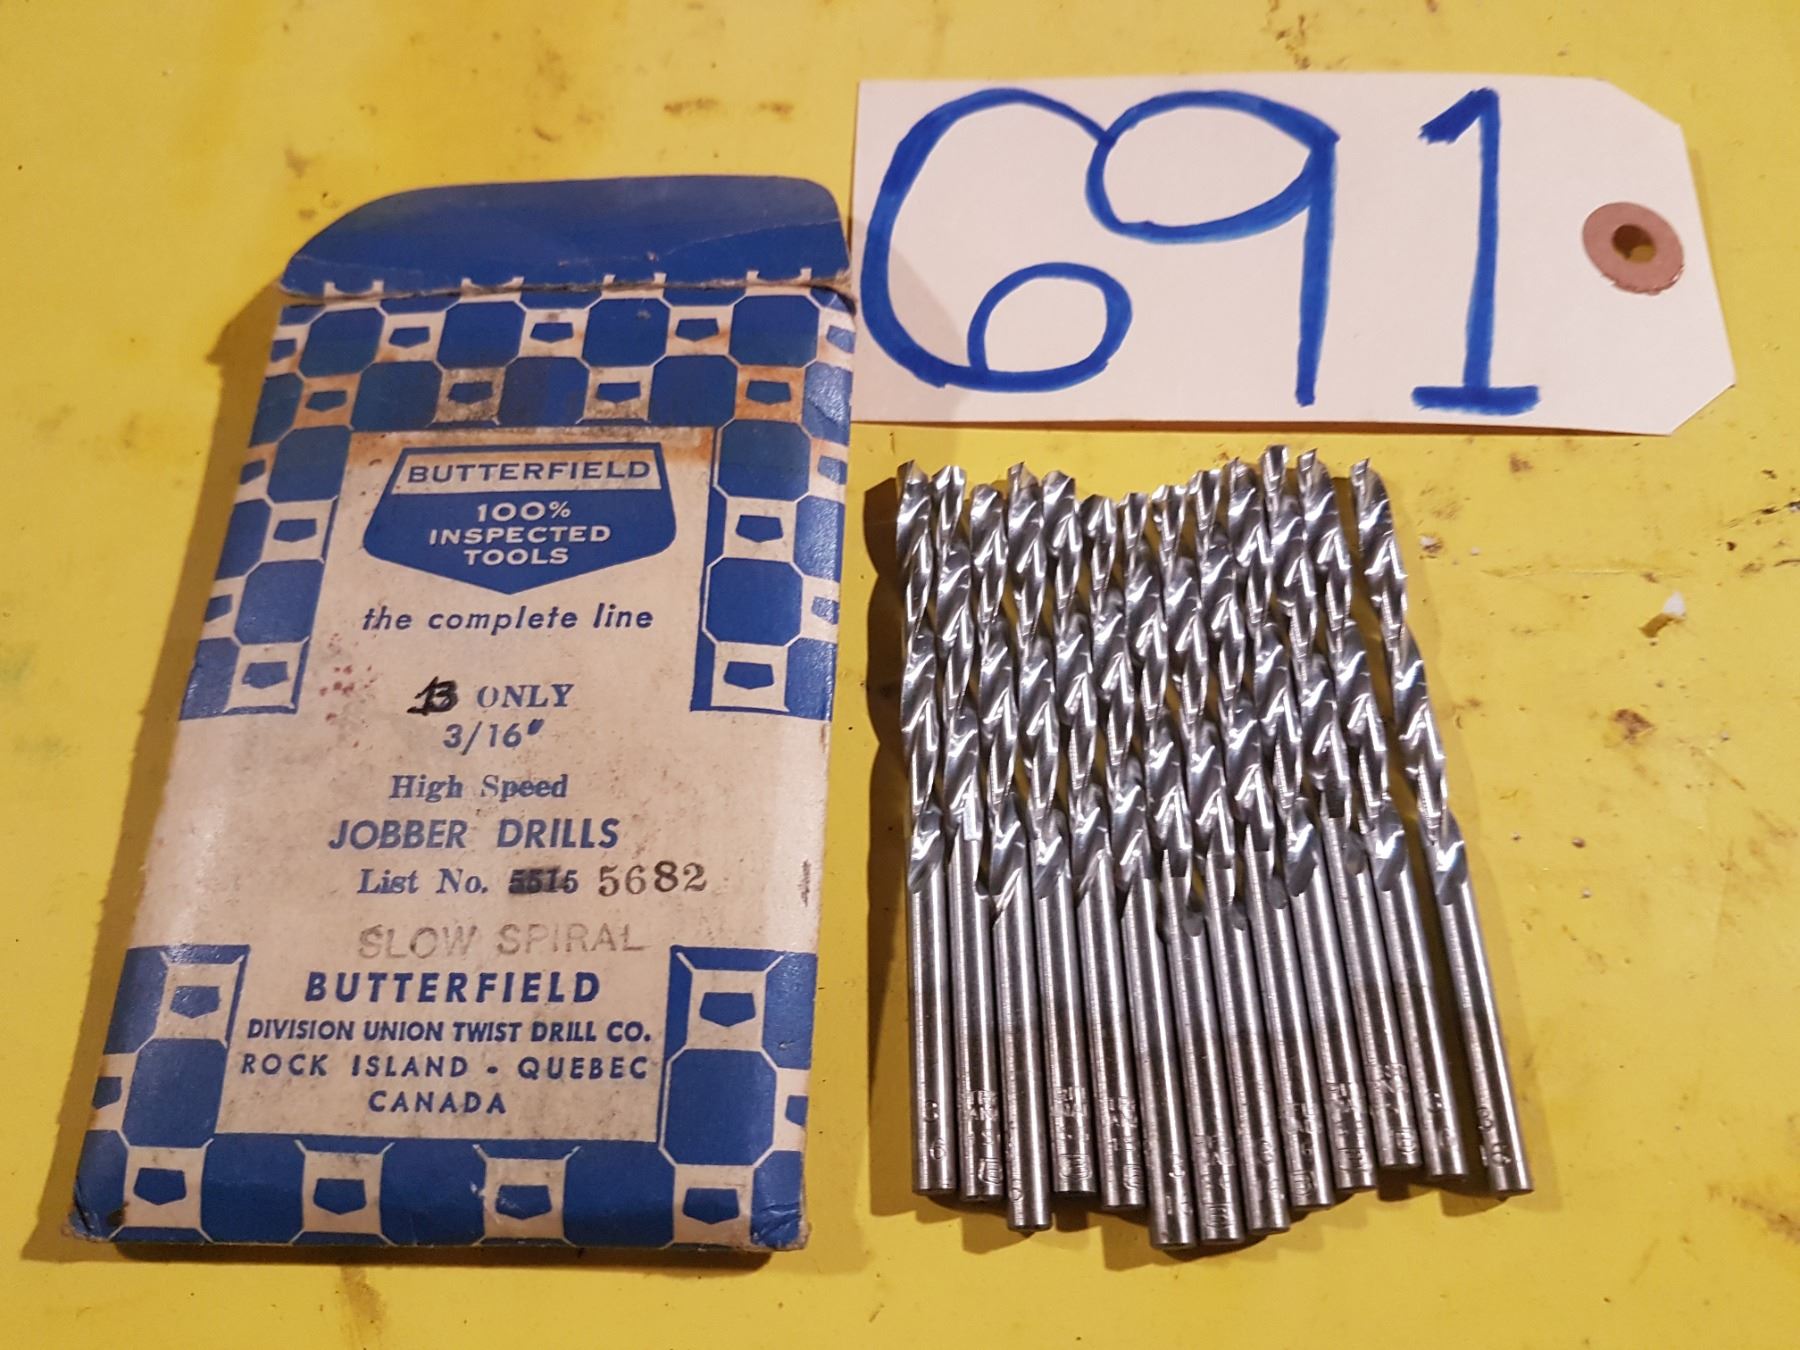 691
BUTTERFIELD
100%
INSPECTED
TOOLS
the complete line
13 ONLY
3/16"
High Speed
JOBBER DRILLS
List No. 5515 5682
SLOW SPIRAL
BUTTERFIELD
DIVISION UNION TWIST DRILL CO.
ROCK ISLAND - QUEBEC
CANADA